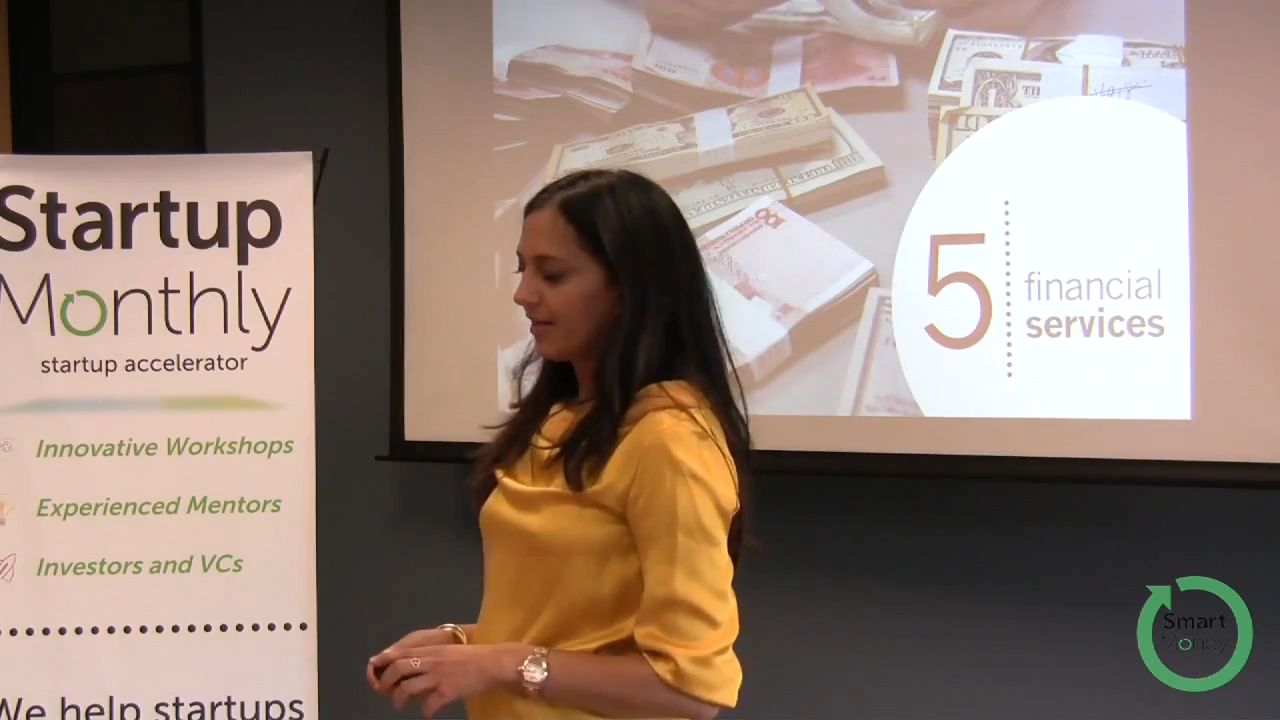 Startup
Monthly
startup accelerator
Innovative Workshops
Experienced Mentors
Investors and VCs
We help startups
5
financial
services
100
Smart
Money